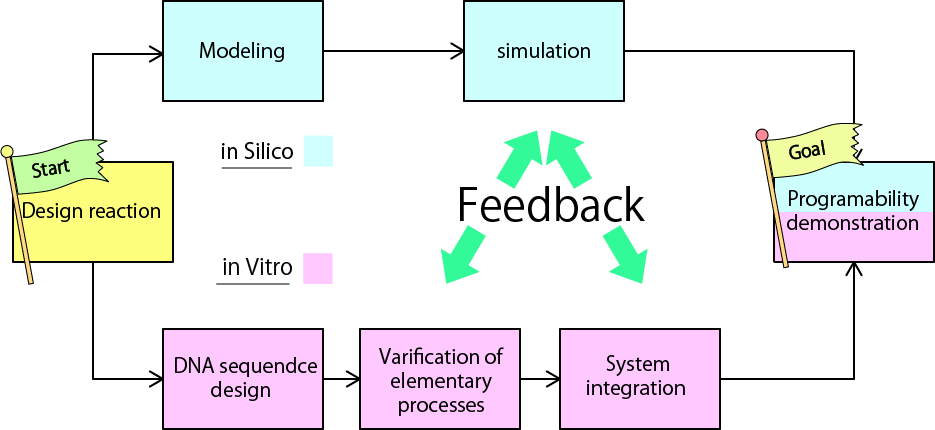 Modeling
simulation
Start
Design reaction
in Silico
in Vitro
Feedback
Goal
Programability
demonstration
DNA sequendce
design
Varification of
elementary
processes
System
integration